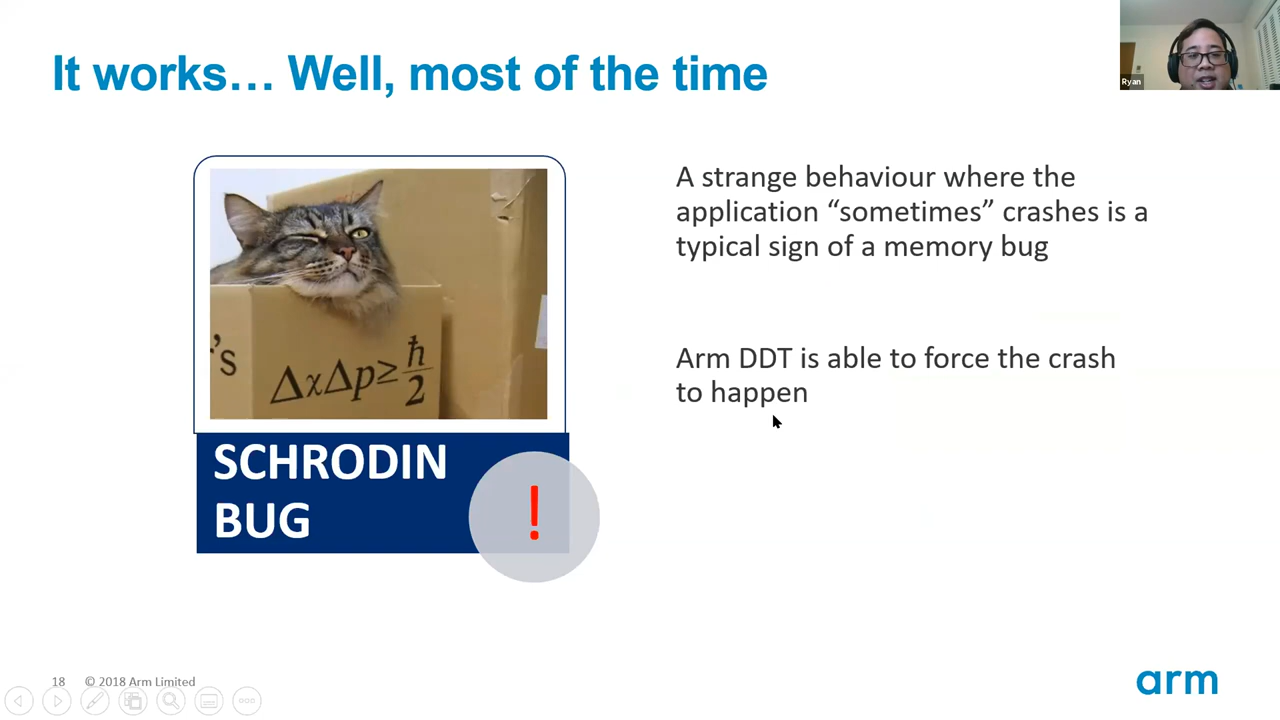 It works… Well, most of the time
Ryan
A strange behaviour where the
application “sometimes” crashes is a
typical sign of a memory bug
's
ΔxΔp≥ħ/2
Arm DDT is able to force the crash
to happen
SCHRODIN
BUG
!
18 © 2018 Arm Limited
arm